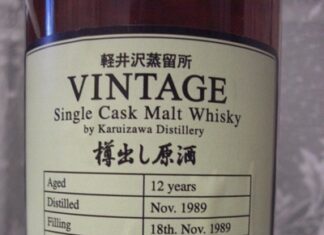 軽井沢蒸留所
VINTAGE
Single Cask Malt Whisky
by Karuizawa Distillery
樽出し原酒
Aged 12 years
Distilled Nov. 1989
Filling 18th. Nov. 1989